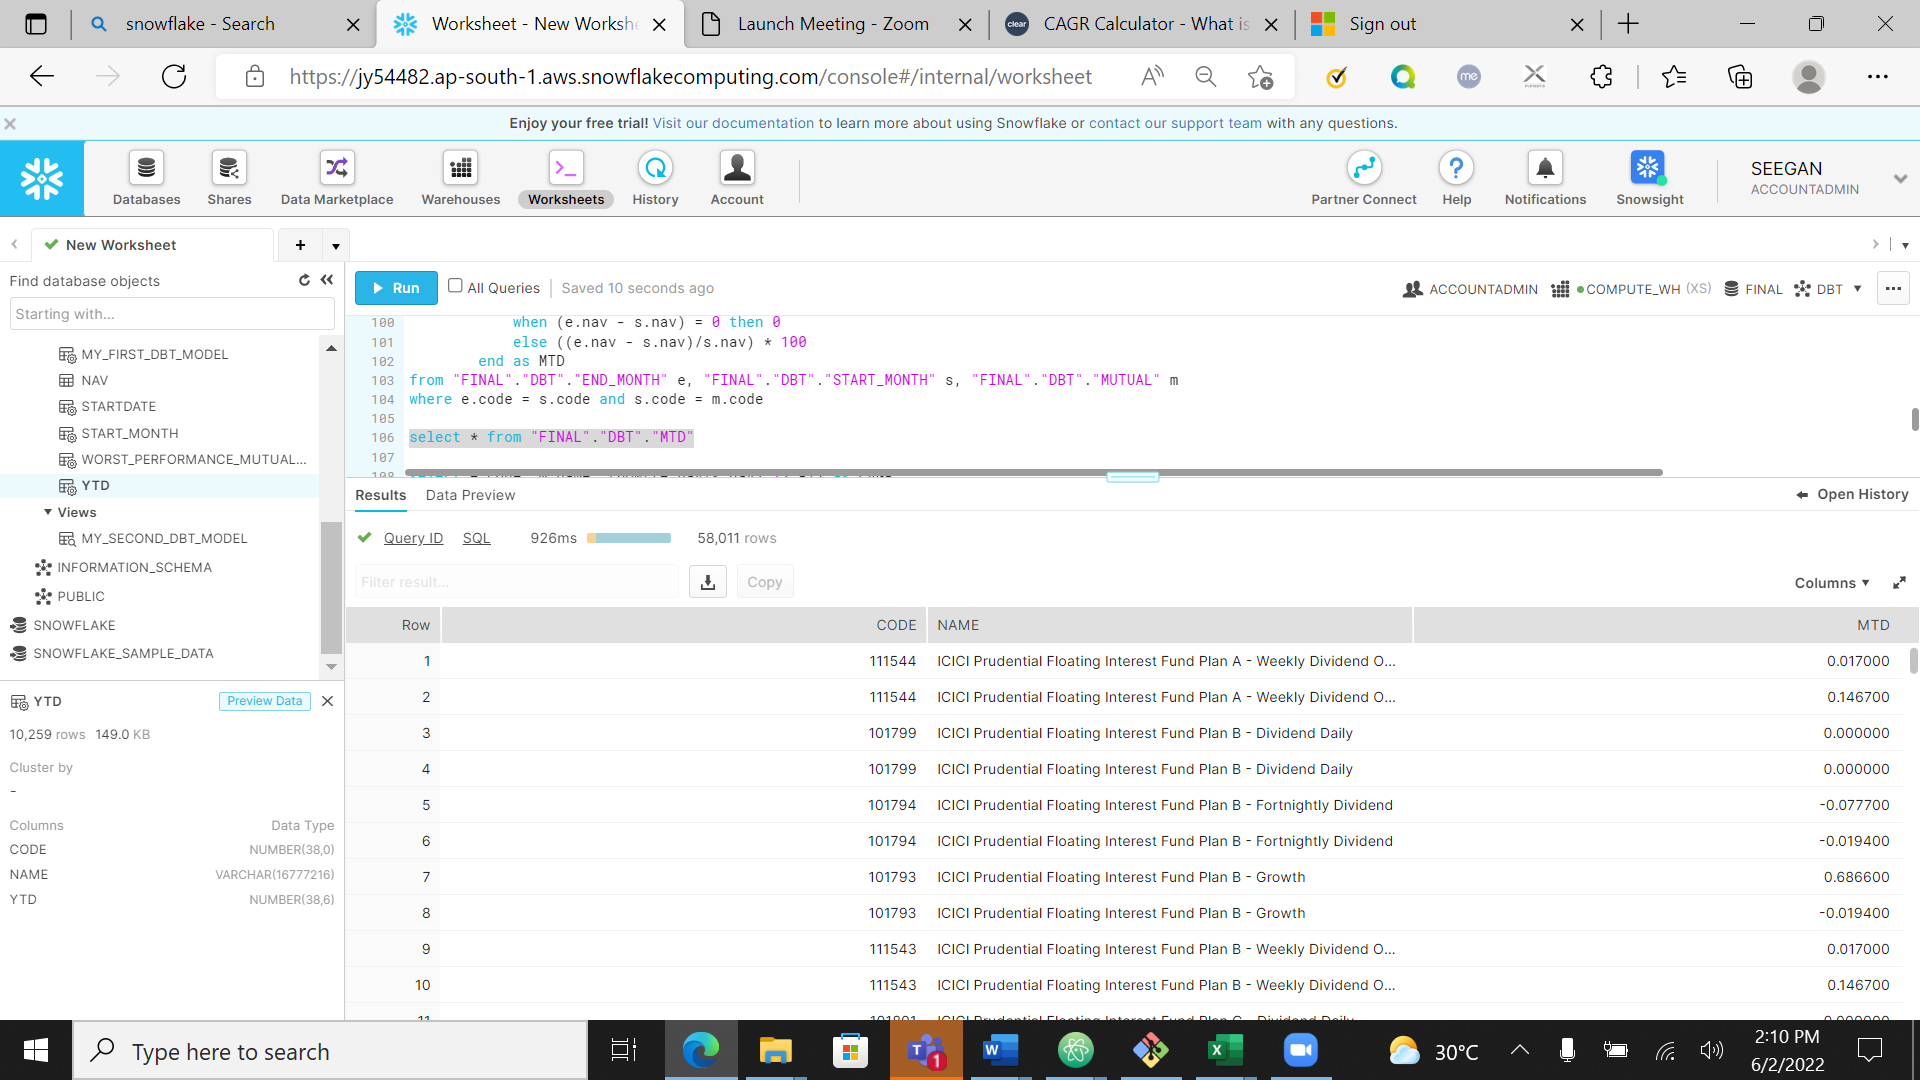 snowflake - Search
Worksheet - New Workshe
Launch Meeting - Zoom
CAGR Calculator - What is
Sign out
https://jy54482.ap-south-1.aws.snowflakecomputing.com/console#/internal/worksheet
Enjoy your free trial! Visit our documentation to learn more about using Snowflake or contact our support team with any questions.
Databases
Shares
Data Marketplace
Warehouses
Worksheets
History
Account
Partner Connect
Help
Notifications
Snowsight
SEEGAN
ACCOUNTADMIN
New Worksheet
Find database objects
Starting with...
MY_FIRST_DBT_MODEL
NAV
STARTDATE
START_MONTH
WORST_PERFORMANCE_MUTUAL...
YTD
Views
MY_SECOND_DBT_MODEL
INFORMATION_SCHEMA
PUBLIC
SNOWFLAKE
SNOWFLAKE_SAMPLE_DATA
YTD
Preview Data
10,259 rows 149.0 KB
Cluster by
-
Columns Data Type
CODE NUMBER(38,0)
NAME VARCHAR(16777216)
YTD NUMBER(38,6)
Run
All Queries
Saved 10 seconds ago
ACCOUNTADMIN
COMPUTE_WH (XS)
FINAL
DBT
100 when (e.nav - s.nav) = 0 then 0
101 else ((e.nav - s.nav)/s.nav) * 100
102 end as MTD
103 from "FINAL"."DBT"."END_MONTH" e, "FINAL"."DBT"."START_MONTH" s, "FINAL"."DBT"."MUTUAL" m
104 where e.code = s.code and s.code = m.code
105
106 select * from "FINAL"."DBT"."MTD"
107
108
Results
Data Preview
Open History
Query ID SQL 926ms 58,011 rows
Filter result...
Copy
Columns
Row CODE NAME MTD
1 111544 ICICI Prudential Floating Interest Fund Plan A - Weekly Dividend O... 0.017000
2 111544 ICICI Prudential Floating Interest Fund Plan A - Weekly Dividend O... 0.146700
3 101799 ICICI Prudential Floating Interest Fund Plan B - Dividend Daily 0.000000
4 101799 ICICI Prudential Floating Interest Fund Plan B - Dividend Daily 0.000000
5 101794 ICICI Prudential Floating Interest Fund Plan B - Fortnightly Dividend -0.077700
6 101794 ICICI Prudential Floating Interest Fund Plan B - Fortnightly Dividend -0.019400
7 101793 ICICI Prudential Floating Interest Fund Plan B - Growth 0.686600
8 101793 ICICI Prudential Floating Interest Fund Plan B - Growth -0.019400
9 111543 ICICI Prudential Floating Interest Fund Plan B - Weekly Dividend O... 0.017000
10 111543 ICICI Prudential Floating Interest Fund Plan B - Weekly Dividend O... 0.146700
Type here to search
1
30°C
2:10 PM
6/2/2022